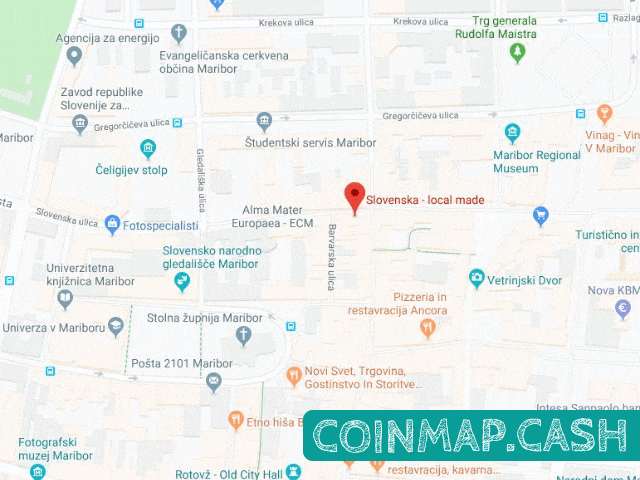 Krekova ulica
Krekova ulica
Razlag
Trg generala
Rudolfa Maistra
Agencija za energijo
Evangeličanska cerkvena
občina Maribor
Zavod republike
Slovenije za...
Gregorčičeva ulica
Gregorčičeva ulica
Vinag - Vin
V Maribor
Maribor
Študentski servis Maribor
Čeligijev stolp
Gledališka ulica
Maribor Regional
Museum
sta
Slovenska - local made
Slovenska ulica
Fotospecialisti
Alma Mater
Europaea - ECM
Barvarska ulica
Turistično in
cen
Slovensko narodno
gledališče Maribor
Univerzitetna
knjižnica Maribor
Vetrinjski Dvor
Nova KBM
Pizzeria in
restavracija Ancora
Stolna župnija Maribor
Univerza v Mariboru
Pošta 2101 Maribor
Novi Svet, Trgovina,
Gostinstvo In Storitve...
Etno hiša B
Intesa Sanpaolo ban
COINMAP.CASH
Fotografski
muzej Maribor
Rotovž - Old City Hall
restavracija, kavarna...
Narodni dom Ma